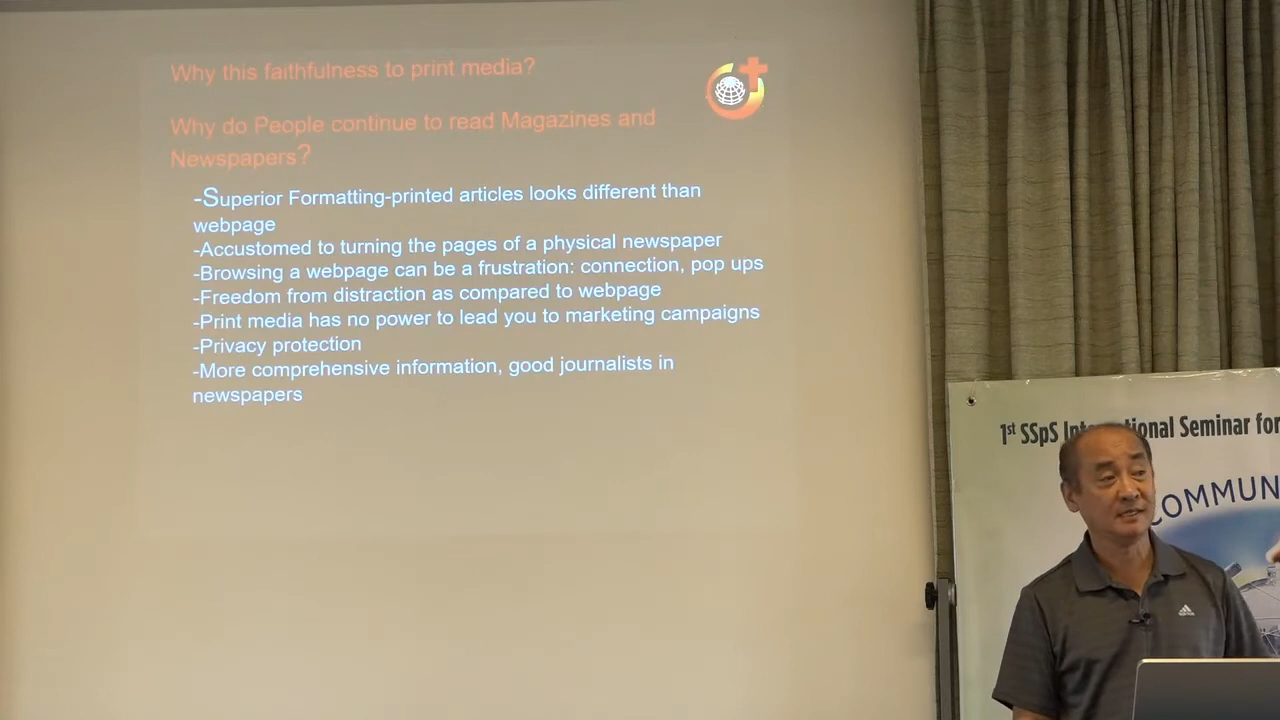 Why this faithfulness to print media?
Why do People continue to read Magazines and
Newspapers?
-Superior Formatting-printed articles looks different than
webpage
-Accustomed to turning the pages of a physical newspaper
-Browsing a webpage can be a frustration: connection, pop ups
-Freedom from distraction as compared to webpage
-Print media has no power to lead you to marketing campaigns
-Privacy protection
-More comprehensive information, good journalists in
newspapers
1st SSpS International Seminar for
COMMUN